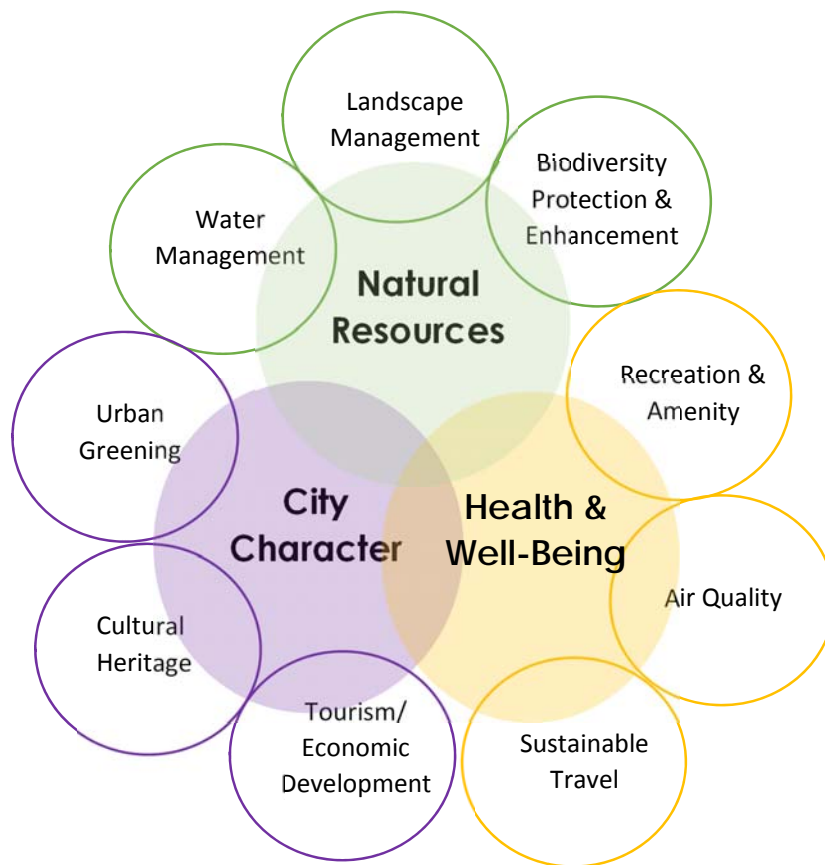 Landscape
Management
Biodiversity
Protection &
Enhancement
Water
Management
Natural
Resources
Recreation &
Amenity
Urban
Greening
City
Character
Health &
Well-Being
Air Quality
Cultural
Heritage
Tourism/
Economic
Development
Sustainable
Travel